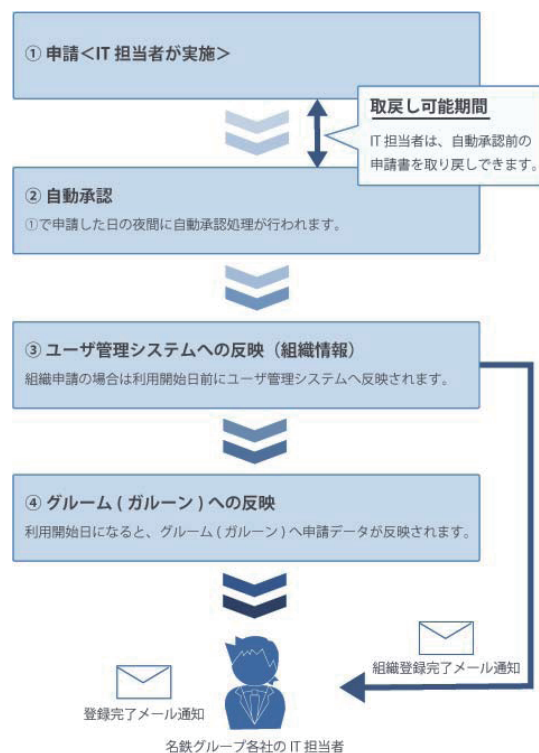 ① 申請＜IT 担当者が実施＞
取戻し可能期間
IT 担当者は、自動承認前の
申請書を取り戻しできます。
② 自動承認
①で申請した日の夜間に自動承認処理が行われます。
③ ユーザ管理システムへの反映（組織情報）
組織申請の場合は利用開始日前にユーザ管理システムへ反映されます。
④ グルーム ( ガルーン ) への反映
利用開始日になると、グルーム ( ガルーン ) へ申請データが反映されます。
組織登録完了メール通知
登録完了メール通知
名鉄グループ各社の IT 担当者